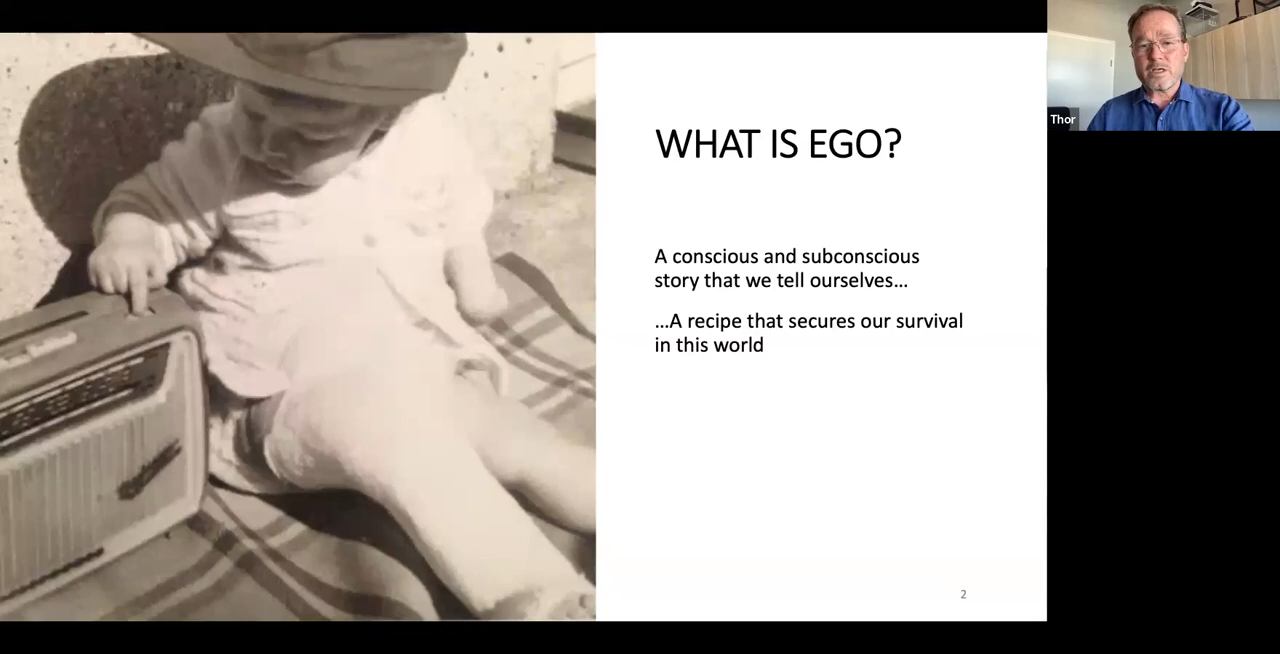 WHAT IS EGO?
A conscious and subconscious
story that we tell ourselves...
...A recipe that secures our survival
in this world
2
Thor